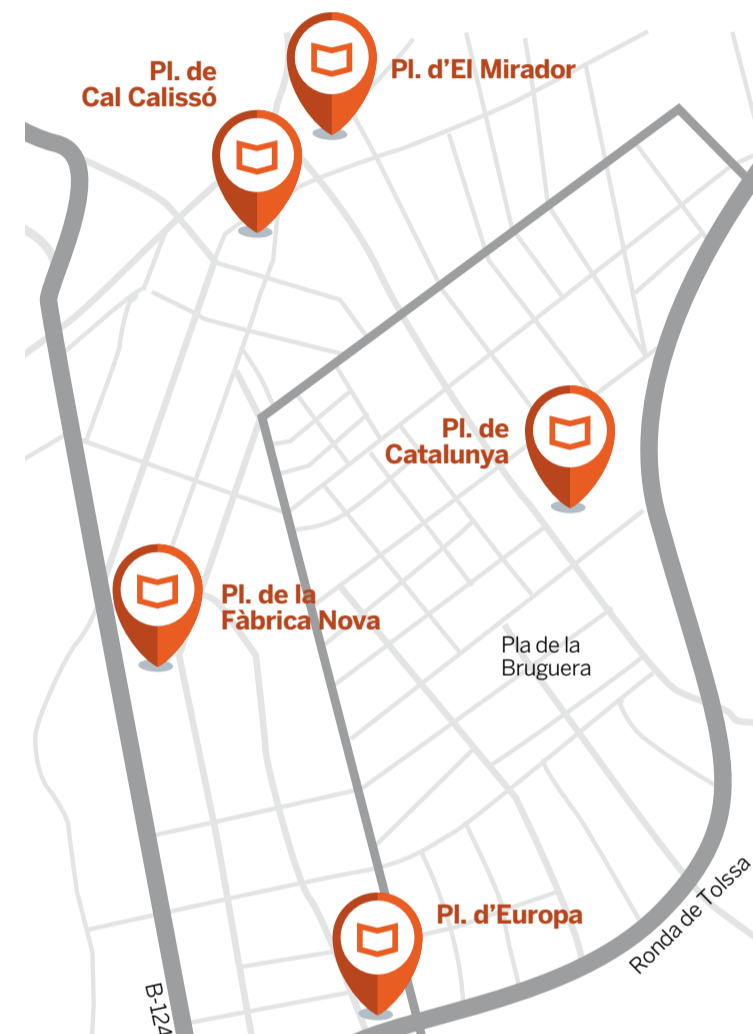 Pl. de
Cal Calissó
Pl. d’El Mirador
Pl. de
Catalunya
Pl. de la
Fàbrica Nova
Pla de la
Bruguera
Pl. d’Europa
Ronda de Tolssa
B-124